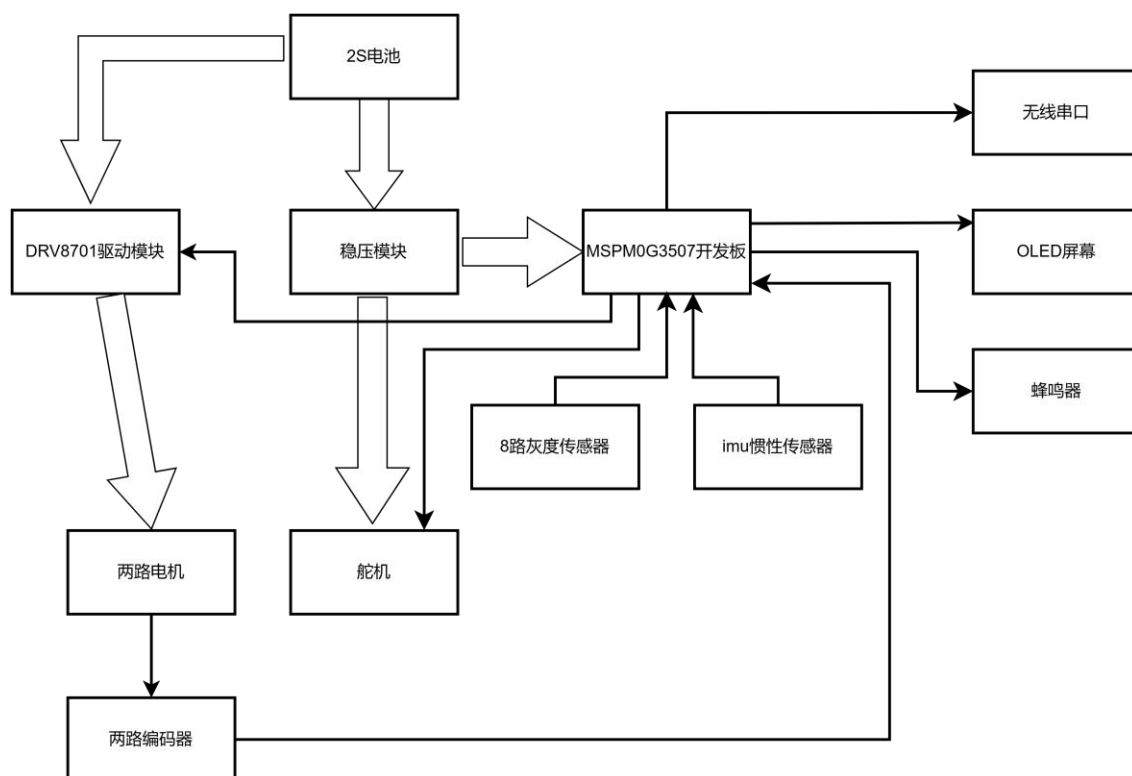 2S电池
无线串口
DRV8701驱动模块
稳压模块
MSPM0G3507开发板
OLED屏幕
蜂鸣器
8路灰度传感器
imu惯性传感器
两路电机
舵机
两路编码器